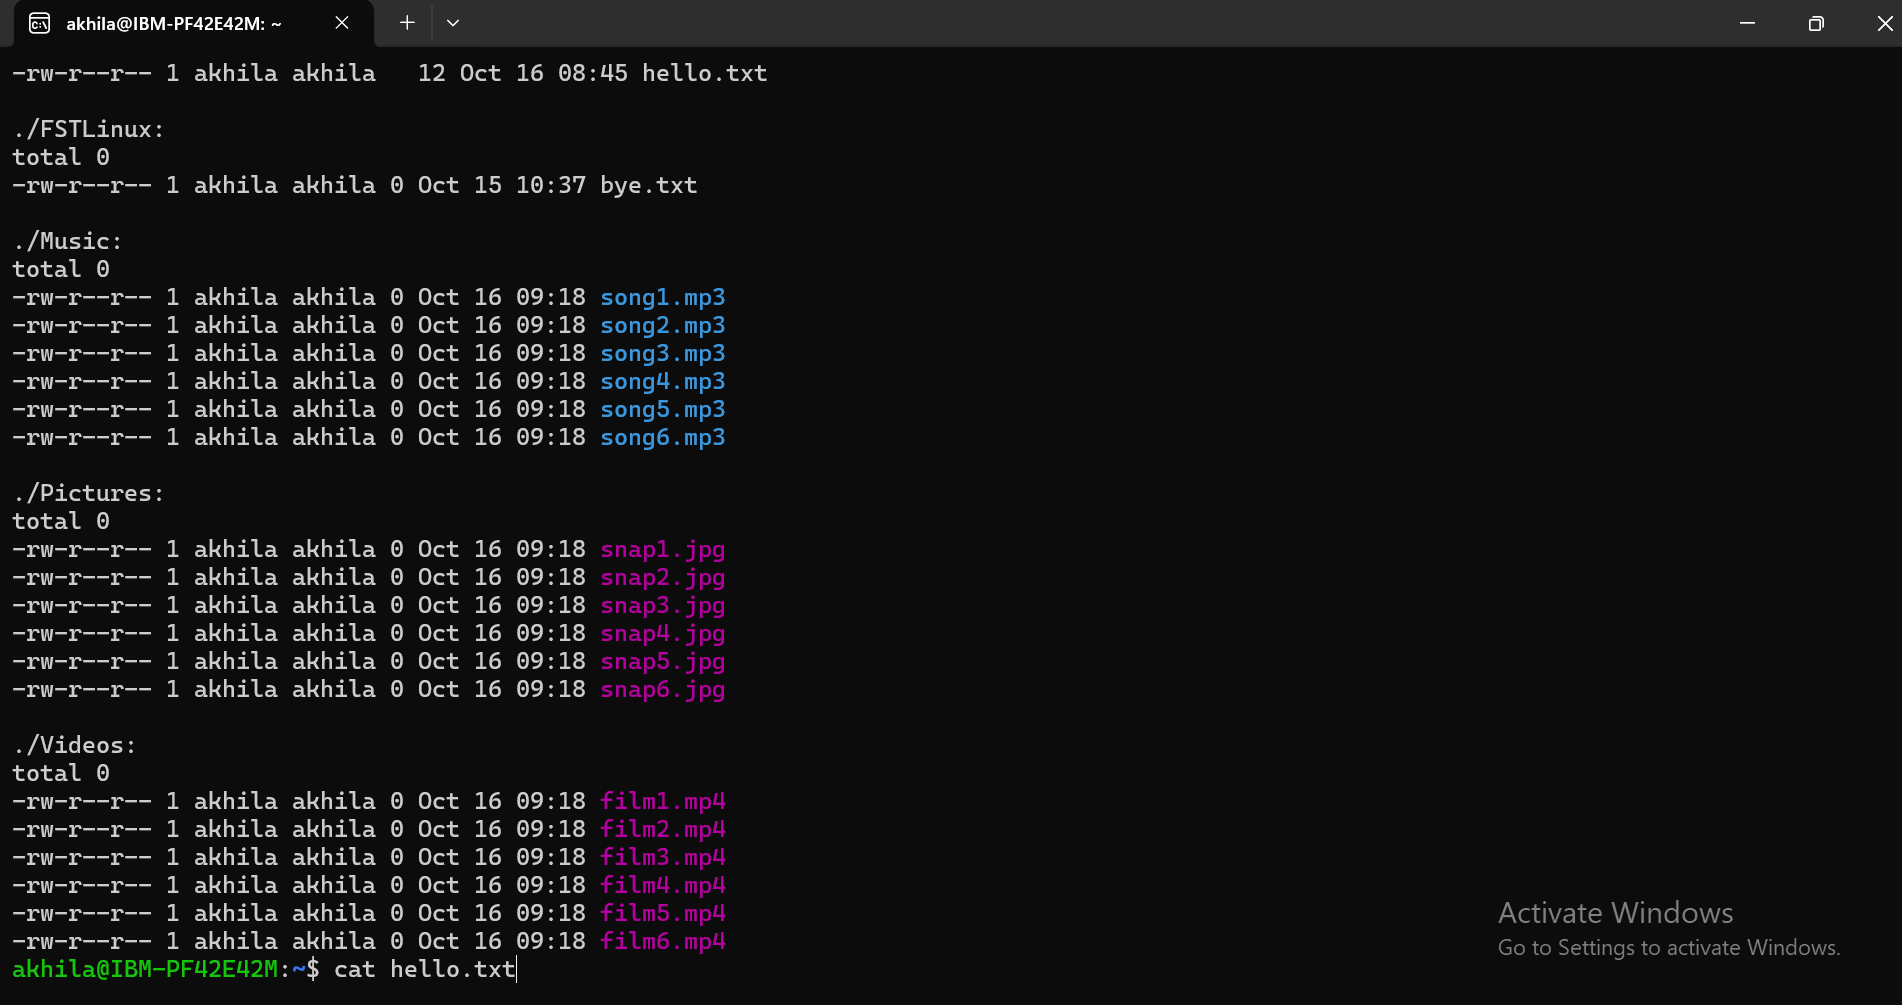 akhila@IBM-PF42E42M: ~
-rw-r--r-- 1 akhila akhila   12 Oct 16 08:45 hello.txt
./FSTLinux:
total 0
-rw-r--r-- 1 akhila akhila 0 Oct 15 10:37 bye.txt
./Music:
total 0
-rw-r--r-- 1 akhila akhila 0 Oct 16 09:18 song1.mp3
-rw-r--r-- 1 akhila akhila 0 Oct 16 09:18 song2.mp3
-rw-r--r-- 1 akhila akhila 0 Oct 16 09:18 song3.mp3
-rw-r--r-- 1 akhila akhila 0 Oct 16 09:18 song4.mp3
-rw-r--r-- 1 akhila akhila 0 Oct 16 09:18 song5.mp3
-rw-r--r-- 1 akhila akhila 0 Oct 16 09:18 song6.mp3
./Pictures:
total 0
-rw-r--r-- 1 akhila akhila 0 Oct 16 09:18 snap1.jpg
-rw-r--r-- 1 akhila akhila 0 Oct 16 09:18 snap2.jpg
-rw-r--r-- 1 akhila akhila 0 Oct 16 09:18 snap3.jpg
-rw-r--r-- 1 akhila akhila 0 Oct 16 09:18 snap4.jpg
-rw-r--r-- 1 akhila akhila 0 Oct 16 09:18 snap5.jpg
-rw-r--r-- 1 akhila akhila 0 Oct 16 09:18 snap6.jpg
./Videos:
total 0
-rw-r--r-- 1 akhila akhila 0 Oct 16 09:18 film1.mp4
-rw-r--r-- 1 akhila akhila 0 Oct 16 09:18 film2.mp4
-rw-r--r-- 1 akhila akhila 0 Oct 16 09:18 film3.mp4
-rw-r--r-- 1 akhila akhila 0 Oct 16 09:18 film4.mp4
-rw-r--r-- 1 akhila akhila 0 Oct 16 09:18 film5.mp4
-rw-r--r-- 1 akhila akhila 0 Oct 16 09:18 film6.mp4
akhila@IBM-PF42E42M:~$ cat hello.txt
Activate Windows
Go to Settings to activate Windows.